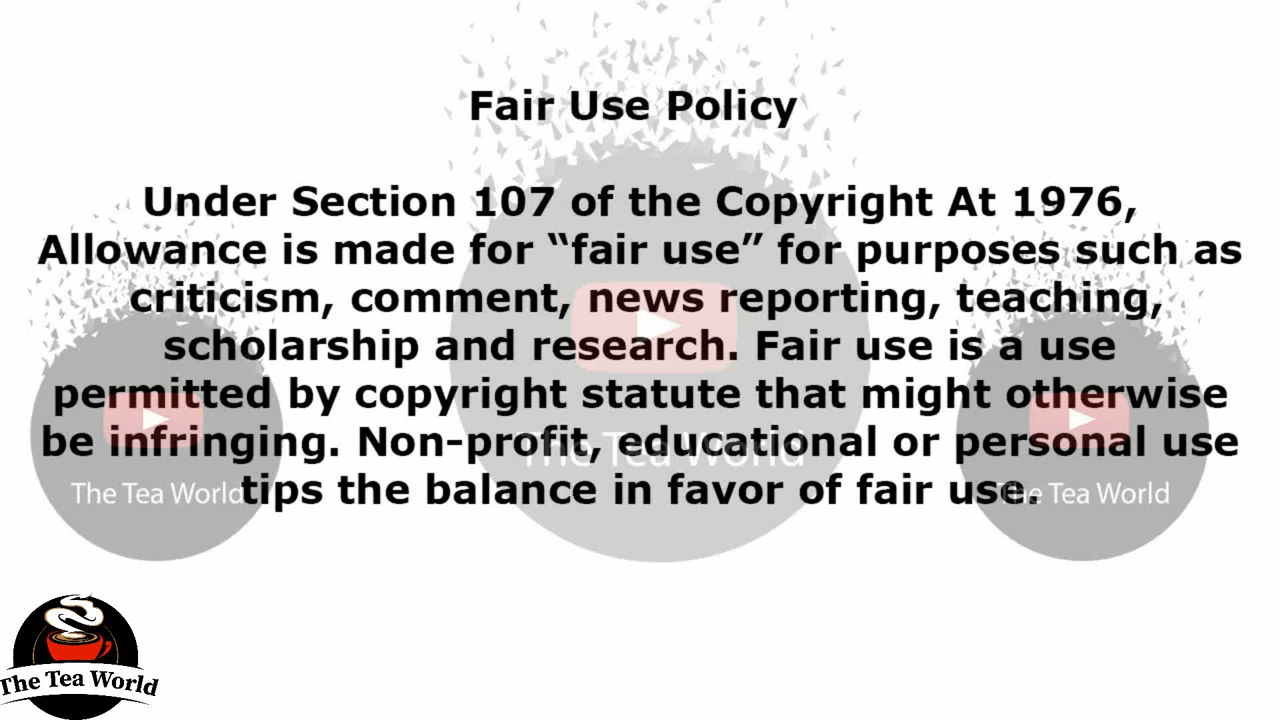 Fair Use Policy
Under Section 107 of the Copyright At 1976,
Allowance is made for “fair use” for purposes such as
criticism, comment, news reporting, teaching,
scholarship and research. Fair use is a use
permitted by copyright statute that might otherwise
be infringing. Non-profit, educational or personal use
tips the balance in favor of fair use.
The Tea World
The Tea World
The Tea World
The Tea World